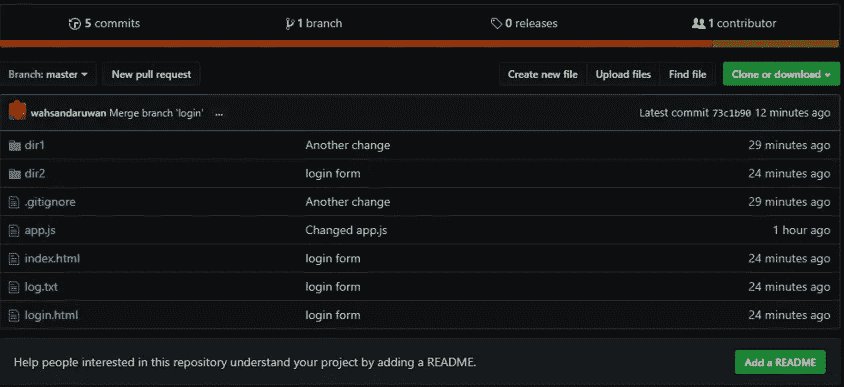 5 commits 1 branch 0 releases 1 contributor
Branch: master New pull request Create new file Upload files Find file Clone or download
wahsandaruwan Merge branch 'login' ... Latest commit 73c1b90 12 minutes ago
dir1 Another change 29 minutes ago
dir2 login form 24 minutes ago
.gitignore Another change 29 minutes ago
app.js Changed app.js 1 hour ago
index.html login form 24 minutes ago
log.txt login form 24 minutes ago
login.html login form 24 minutes ago
Help people interested in this repository understand your project by adding a README. Add a README